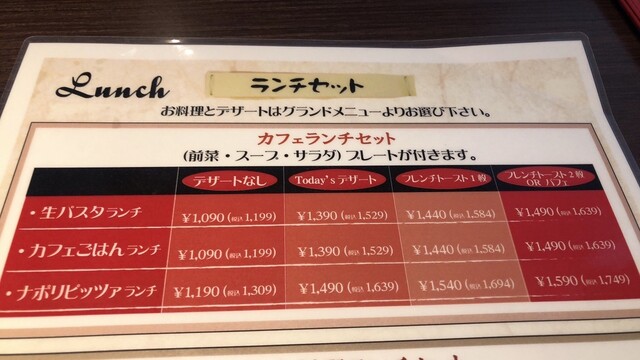 Lunch
ランチセット
お料理とデザートはグランドメニューよりお選び下さい。
カフェランチセット
(前菜・スープ・サラダ)プレートが付きます。
デザートなし Today'sデザート フレンチトースト1枚 フレンチトースト2枚
OR パフェ
・生パスタランチ ¥1,090(税込1,199) ¥1,390(税込1,529) ¥1,440(税込1,584) ¥1,490(税込1,639)
・カフェごはんランチ ¥1,090(税込1,199) ¥1,390(税込1,529) ¥1,440(税込1,584) ¥1,490(税込1,639)
・ナポリピッツァランチ ¥1,190(税込1,309) ¥1,490(税込1,639) ¥1,540(税込1,694) ¥1,590(税込1,749)